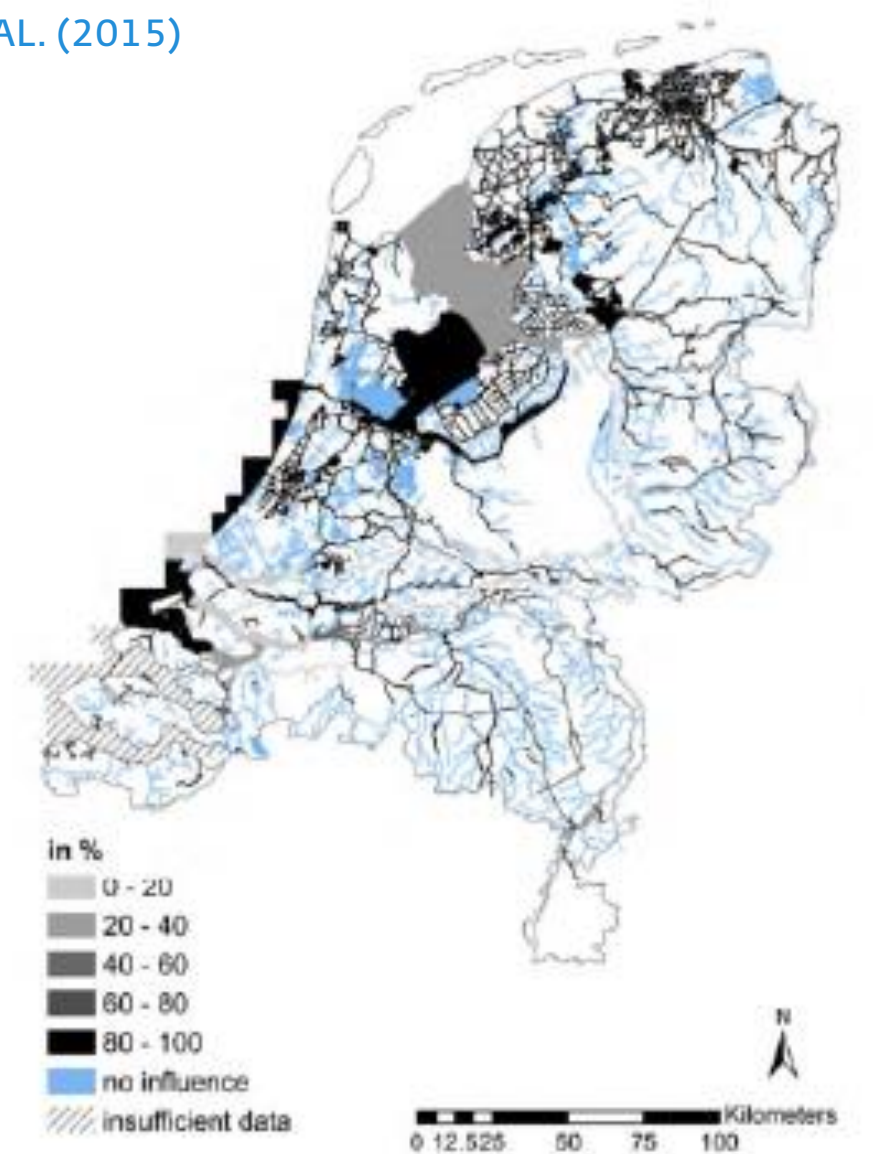 AL. (2015)
in %
0 - 20
20 - 40
40 - 60
60 - 80
80 - 100
no influence
insufficient data
N
Kilometers
0 12.525 50 75 100